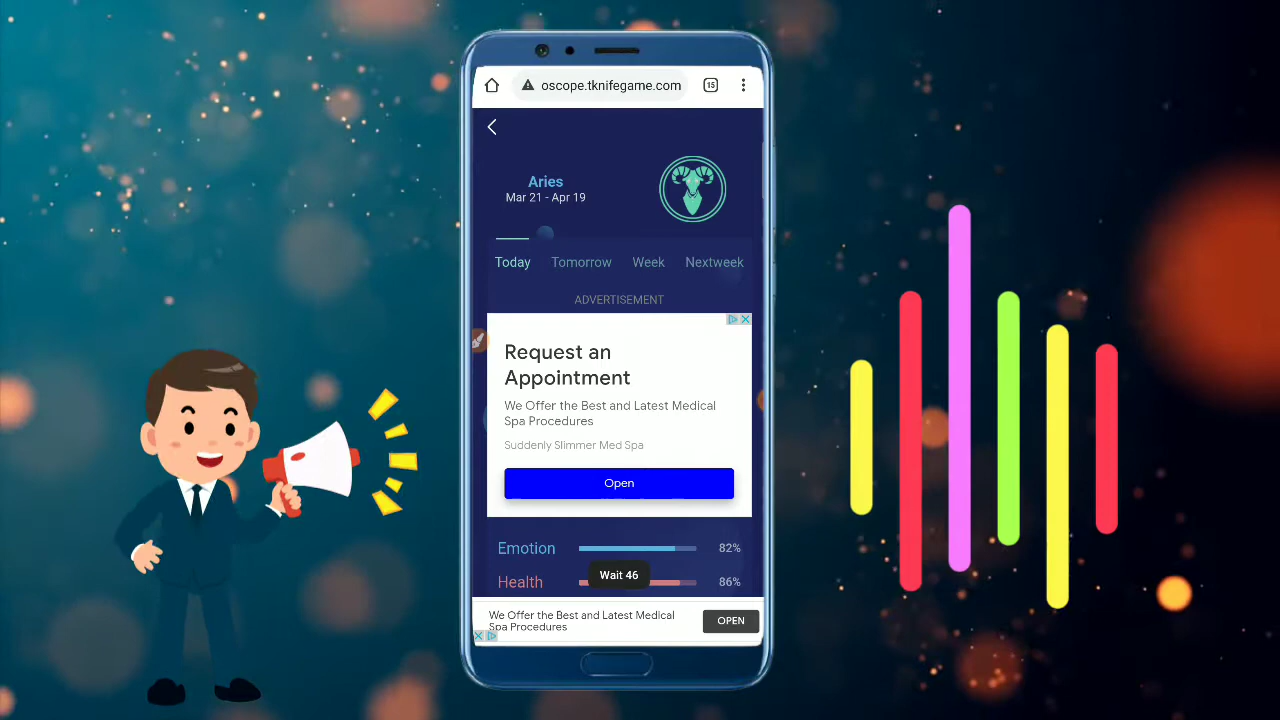 oscope.tknifegame.com
15
Aries
Mar 21 - Apr 19
Today Tomorrow Week Nextweek
ADVERTISEMENT
Request an
Appointment
We Offer the Best and Latest Medical
Spa Procedures
Suddenly Slimmer Med Spa
Open
Emotion 82%
Wait 46
Health 86%
We Offer the Best and Latest Medical
Spa Procedures
OPEN